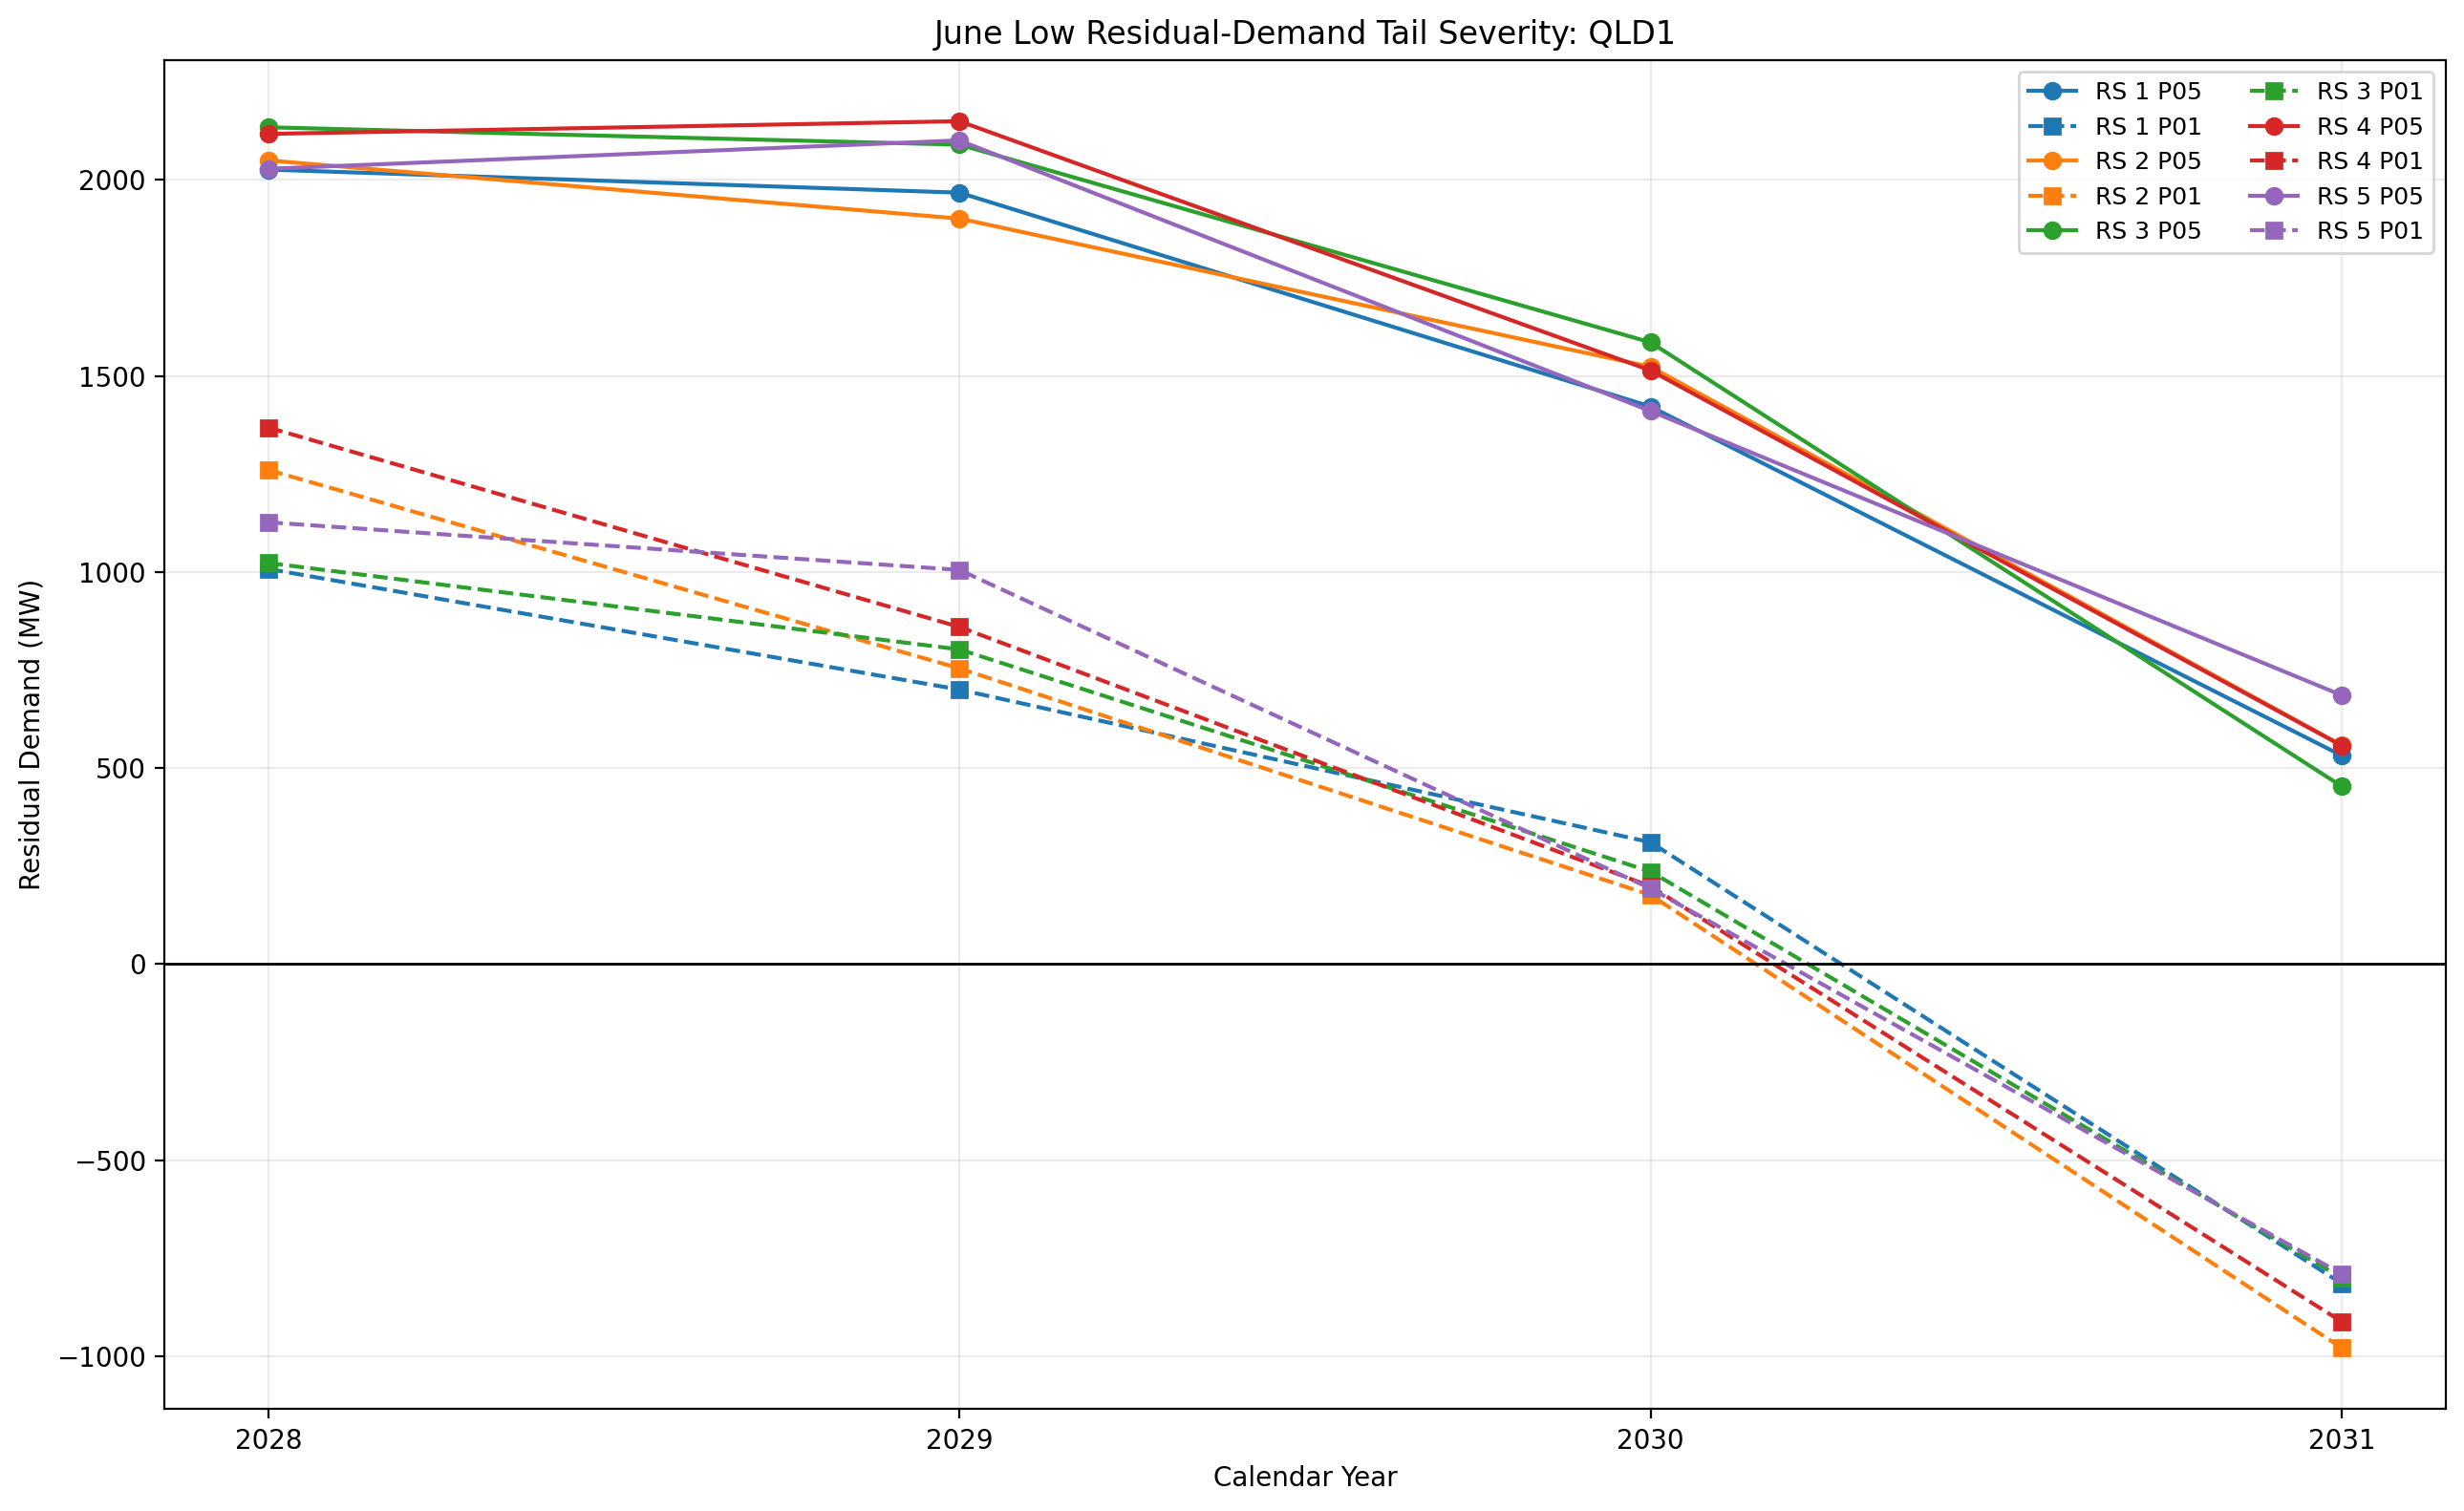 June Low Residual-Demand Tail Severity: QLD1
RS 1 P05
RS 1 P01
RS 2 P05
RS 2 P01
RS 3 P05
RS 3 P01
RS 4 P05
RS 4 P01
RS 5 P05
RS 5 P01
Residual Demand (MW)
2000
1500
1000
500
0
−500
−1000
2028
2029
2030
2031
Calendar Year